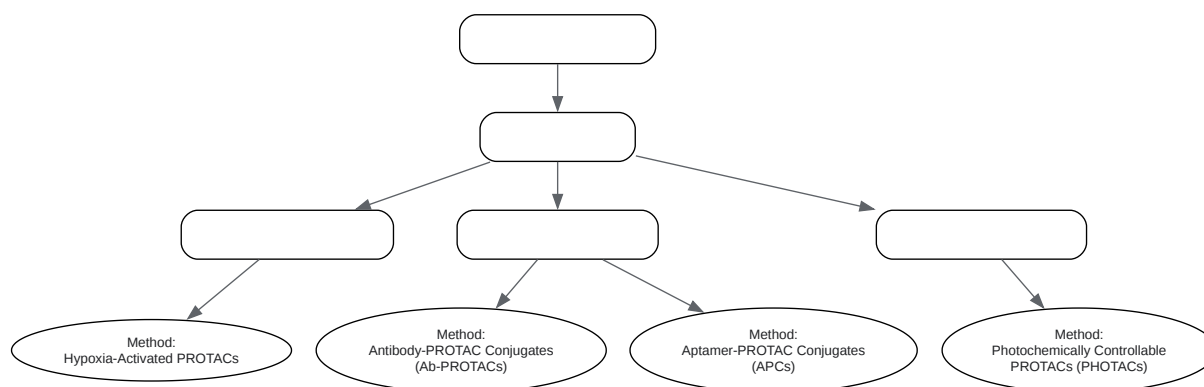 Method:
Hypoxia-Activated PROTACs
Method:
Antibody-PROTAC Conjugates
(Ab-PROTACs)
Method:
Aptamer-PROTAC Conjugates
(APCs)
Method:
Photochemically Controllable
PROTACs (PHOTACs)